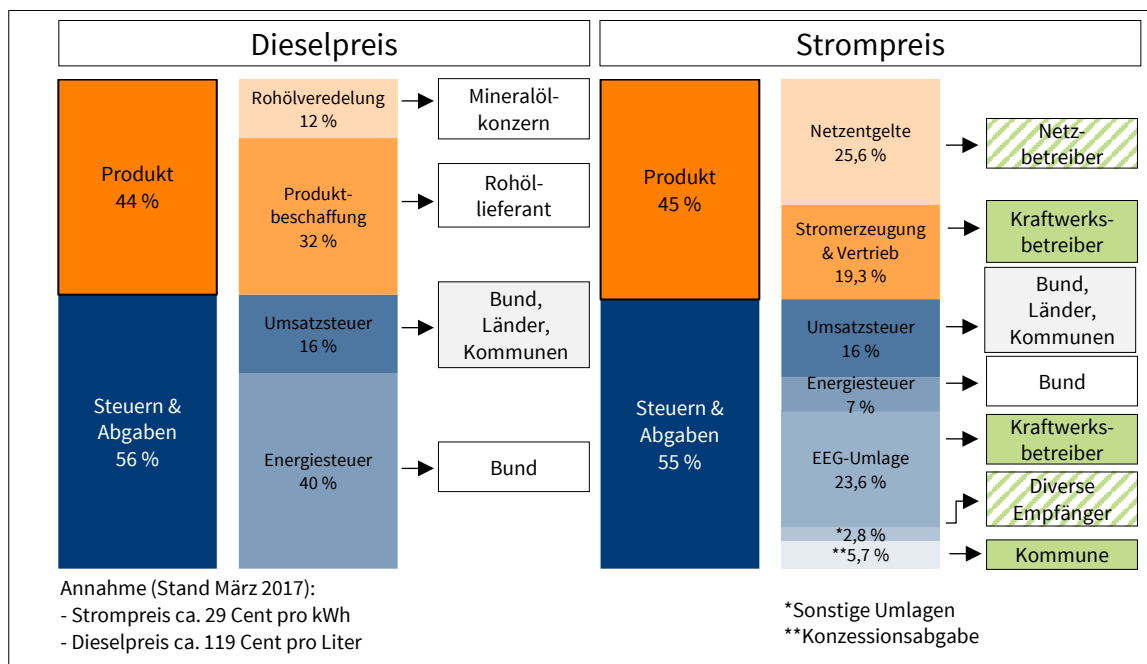 Dieselpreis
Produkt
44 %
Steuern &
Abgaben
56 %
Rohölveredelung
12 %
Produkt-
beschaffung
32 %
Umsatzsteuer
16 %
Energiesteuer
40 %
Mineralöl-
konzern
Rohöl-
lieferant
Bund,
Länder,
Kommunen
Bund
Strompreis
Produkt
45 %
Steuern &
Abgaben
55 %
Netzentgelte
25,6 %
Stromerzeugung
& Vertrieb
19,3 %
Umsatzsteuer
16 %
Energiesteuer
7 %
EEG-Umlage
23,6 %
*2,8 %
**5,7 %
Netz-
betreiber
Kraftwerks-
betreiber
Bund,
Länder,
Kommunen
Bund
Kraftwerks-
betreiber
Diverse
Empfänger
Kommune
Annahme (Stand März 2017):
- Strompreis ca. 29 Cent pro kWh
- Dieselpreis ca. 119 Cent pro Liter
*Sonstige Umlagen
**Konzessionsabgabe